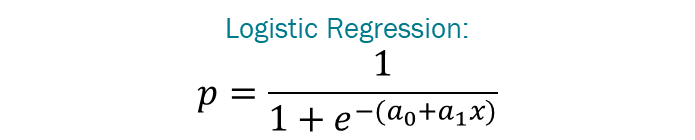 Logistic Regression:
p = 1 / (1 + e^−(a₀+a₁x))